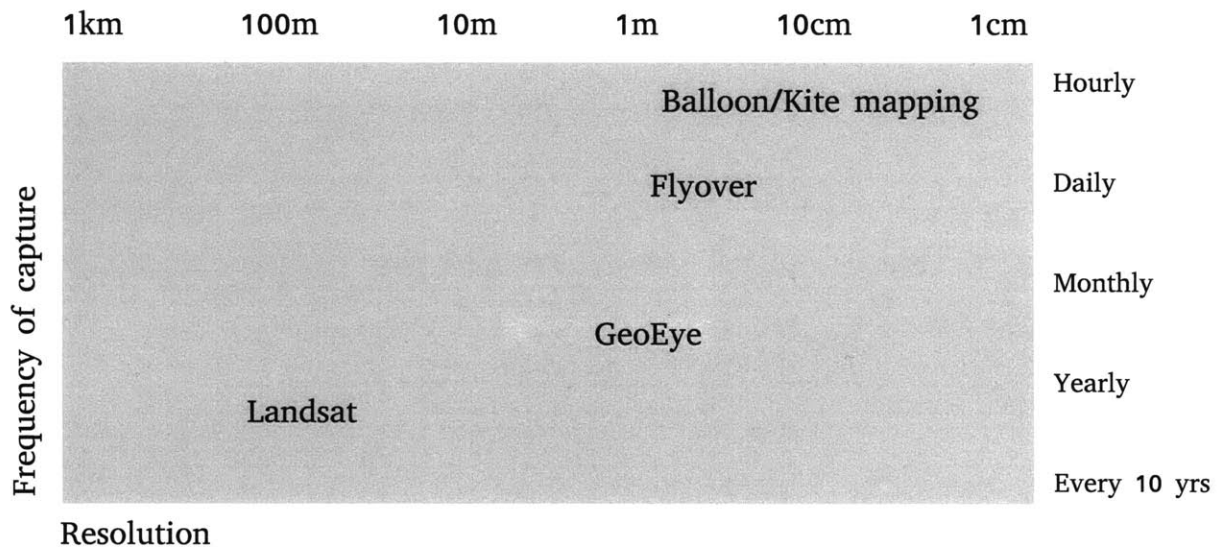 1km 100m 10m 1m 10cm 1cm
Hourly
Balloon/Kite mapping
Flyover
Daily
Monthly
GeoEye
Yearly
Landsat
Every 10 yrs
Frequency of capture
Resolution